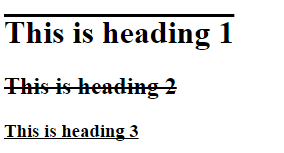 This is heading 1
This is heading 2
This is heading 3